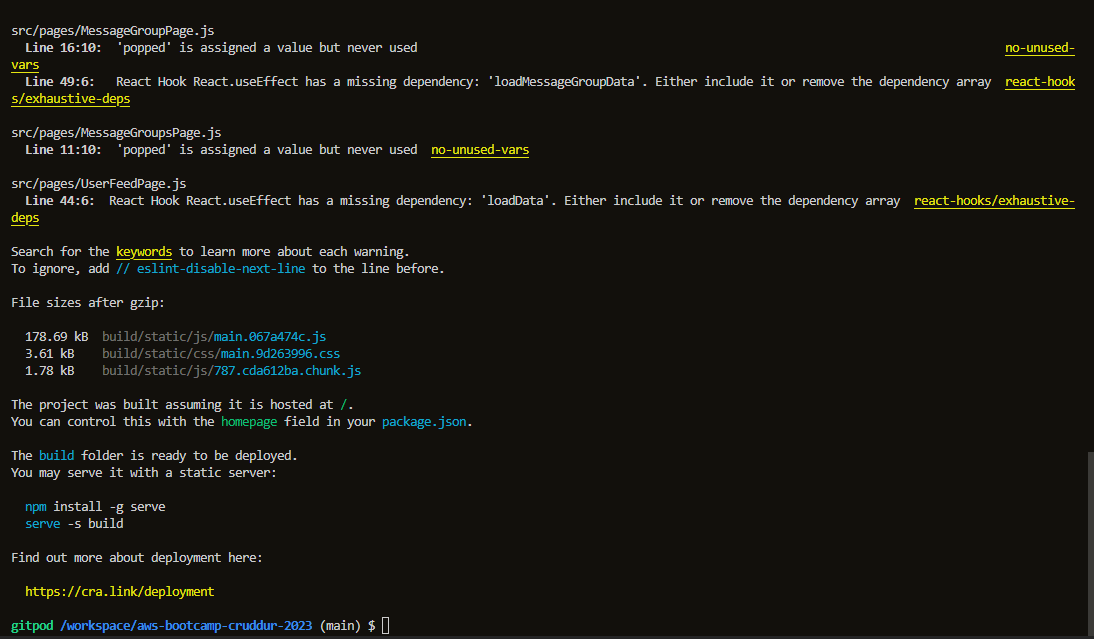 src/pages/MessageGroupPage.js
  Line 16:10:  'popped' is assigned a value but never used                                                                                    no-unused-
vars
  Line 49:6:   React Hook React.useEffect has a missing dependency: 'loadMessageGroupData'. Either include it or remove the dependency array  react-hook
s/exhaustive-deps

src/pages/MessageGroupsPage.js
  Line 11:10:  'popped' is assigned a value but never used  no-unused-vars

src/pages/UserFeedPage.js
  Line 44:6:  React Hook React.useEffect has a missing dependency: 'loadData'. Either include it or remove the dependency array  react-hooks/exhaustive-
deps

Search for the keywords to learn more about each warning.
To ignore, add // eslint-disable-next-line to the line before.

File sizes after gzip:

  178.69 kB  build/static/js/main.067a474c.js
  3.61 kB    build/static/css/main.9d263996.css
  1.78 kB    build/static/js/787.cda612ba.chunk.js

The project was built assuming it is hosted at /.
You can control this with the homepage field in your package.json.

The build folder is ready to be deployed.
You may serve it with a static server:

  npm install -g serve
  serve -s build

Find out more about deployment here:

  https://cra.link/deployment

gitpod /workspace/aws-bootcamp-cruddur-2023 (main) $